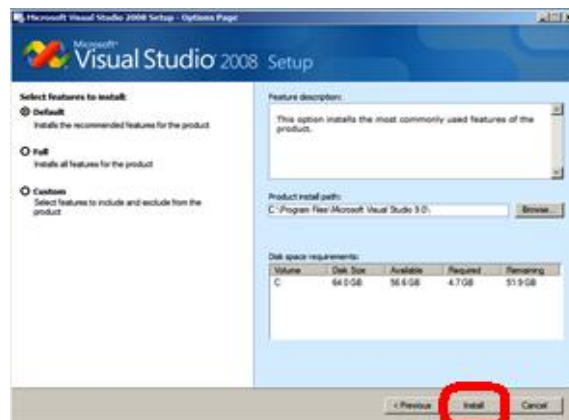 Microsoft Visual Studio 2008 Setup - Options Page
Microsoft
Visual Studio 2008 Setup
Select features to install:
Default
Installs the recommended features for the product
Full
Installs all features for the product
Custom
Select features to include and exclude from the
product
Feature description:
This option installs the most commonly used features of the
product.
Product install path:
C:\Program Files\Microsoft Visual Studio 9.0\
Browse...
Disk space requirements:
Volume Disk Size Available Required Remaining
C 64.0 GB 56.6 GB 4.7 GB 51.9 GB
< Previous Install Cancel